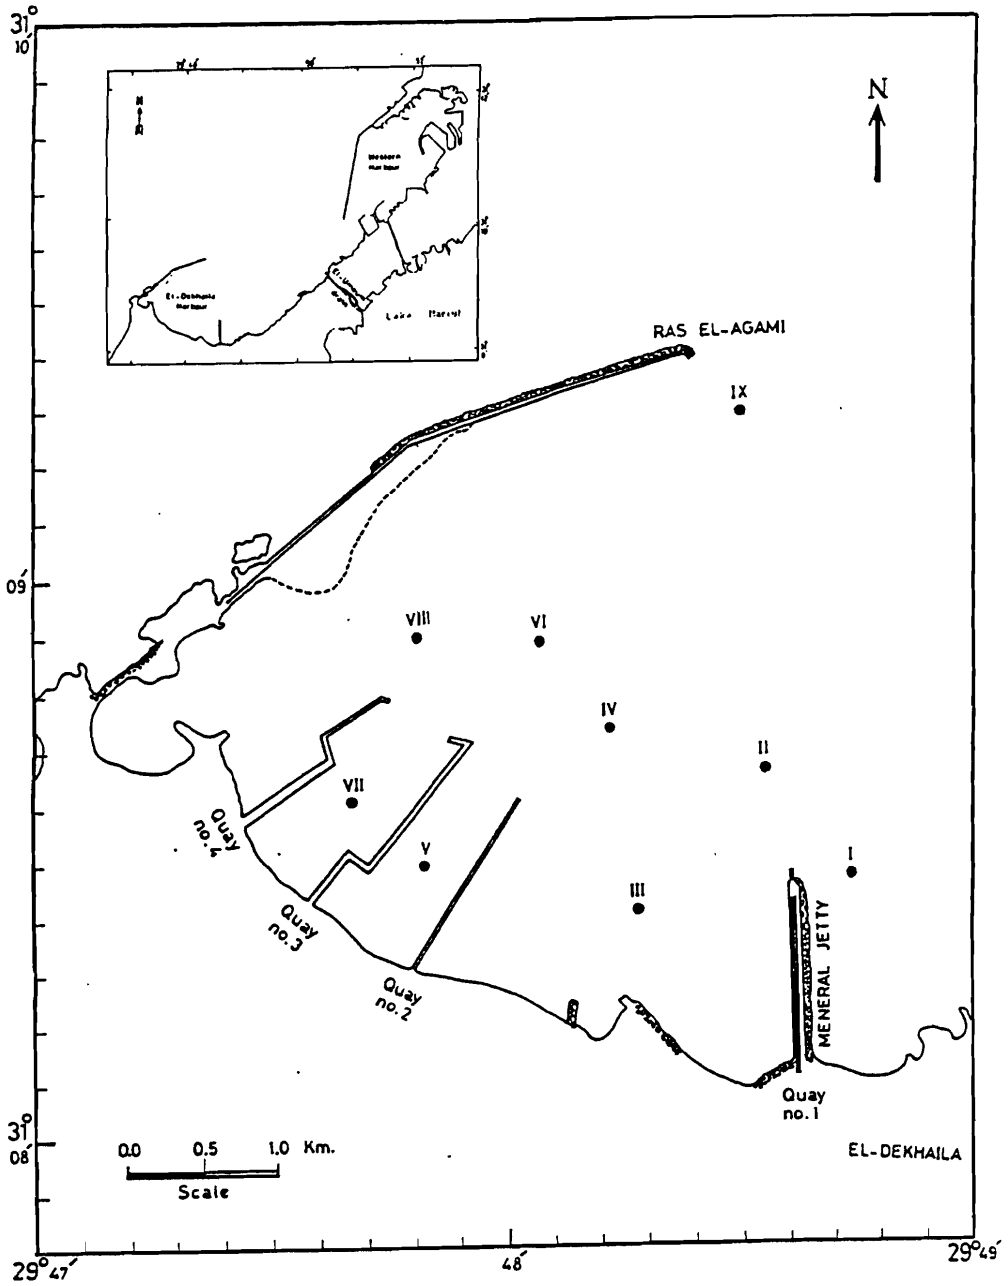 31°
10'
N
N
Western
Harbour
El-Dekhaila
Harbour
RAS EL-AGAMI
IX
09'
VIII
VI
IV
II
VII
V
III
I
Quay
no.4
Quay
no.3
Quay
no.2
MENERAL JETTY
Quay
no.1
31°
08'
0.0 0.5 1.0 Km.
Scale
EL-DEKHAILA
29°47'
48'
29°49'